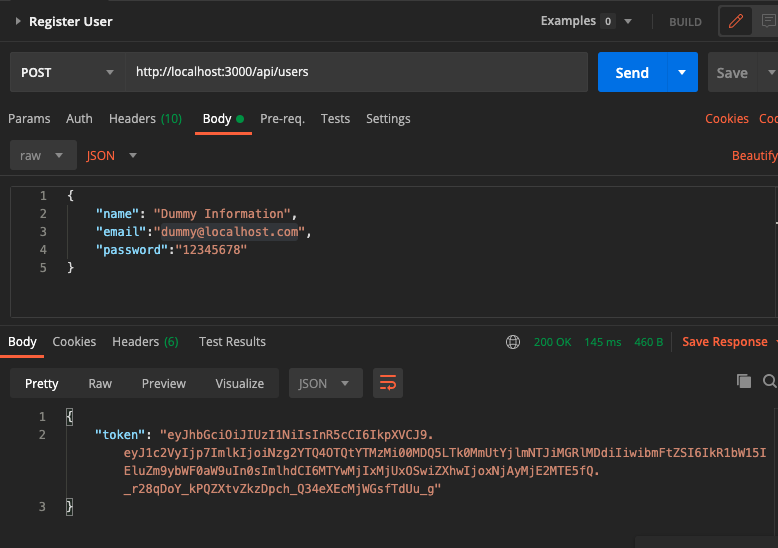 Register User
Examples 0
BUILD
POST
http://localhost:3000/api/users
Send
Save
Params Auth Headers (10) Body Pre-req. Tests Settings
Cookies
raw
JSON
Beautify
1 {
2 "name": "Dummy Information",
3 "email":"dummy@localhost.com",
4 "password":"12345678"
5 }
Body Cookies Headers (6) Test Results
200 OK 145 ms 460 B
Save Response
Pretty Raw Preview Visualize
JSON
1 {
2 "token": "eyJhbGciOiJIUzI1NiIsInR5cCI6IkpXVCJ9.
eyJ1c2VyIjp7ImlkIjoiNzg2YTQ4OTQtYTMzMi00MDQ5LTk0MmUtYjlmNTJiMGRlMDdiIiwibmFtZSI6IkR1bW15I
EluZm9ybWF0aW9uIn0sImlhdCI6MTYwMjIxMjUxOSwiZXhwIjoxNjAyMjE2MTE5fQ.
_r28qDoY_kPQZXtvZkzDpch_Q34eXEcMjWGsfTdUu_g"
3 }